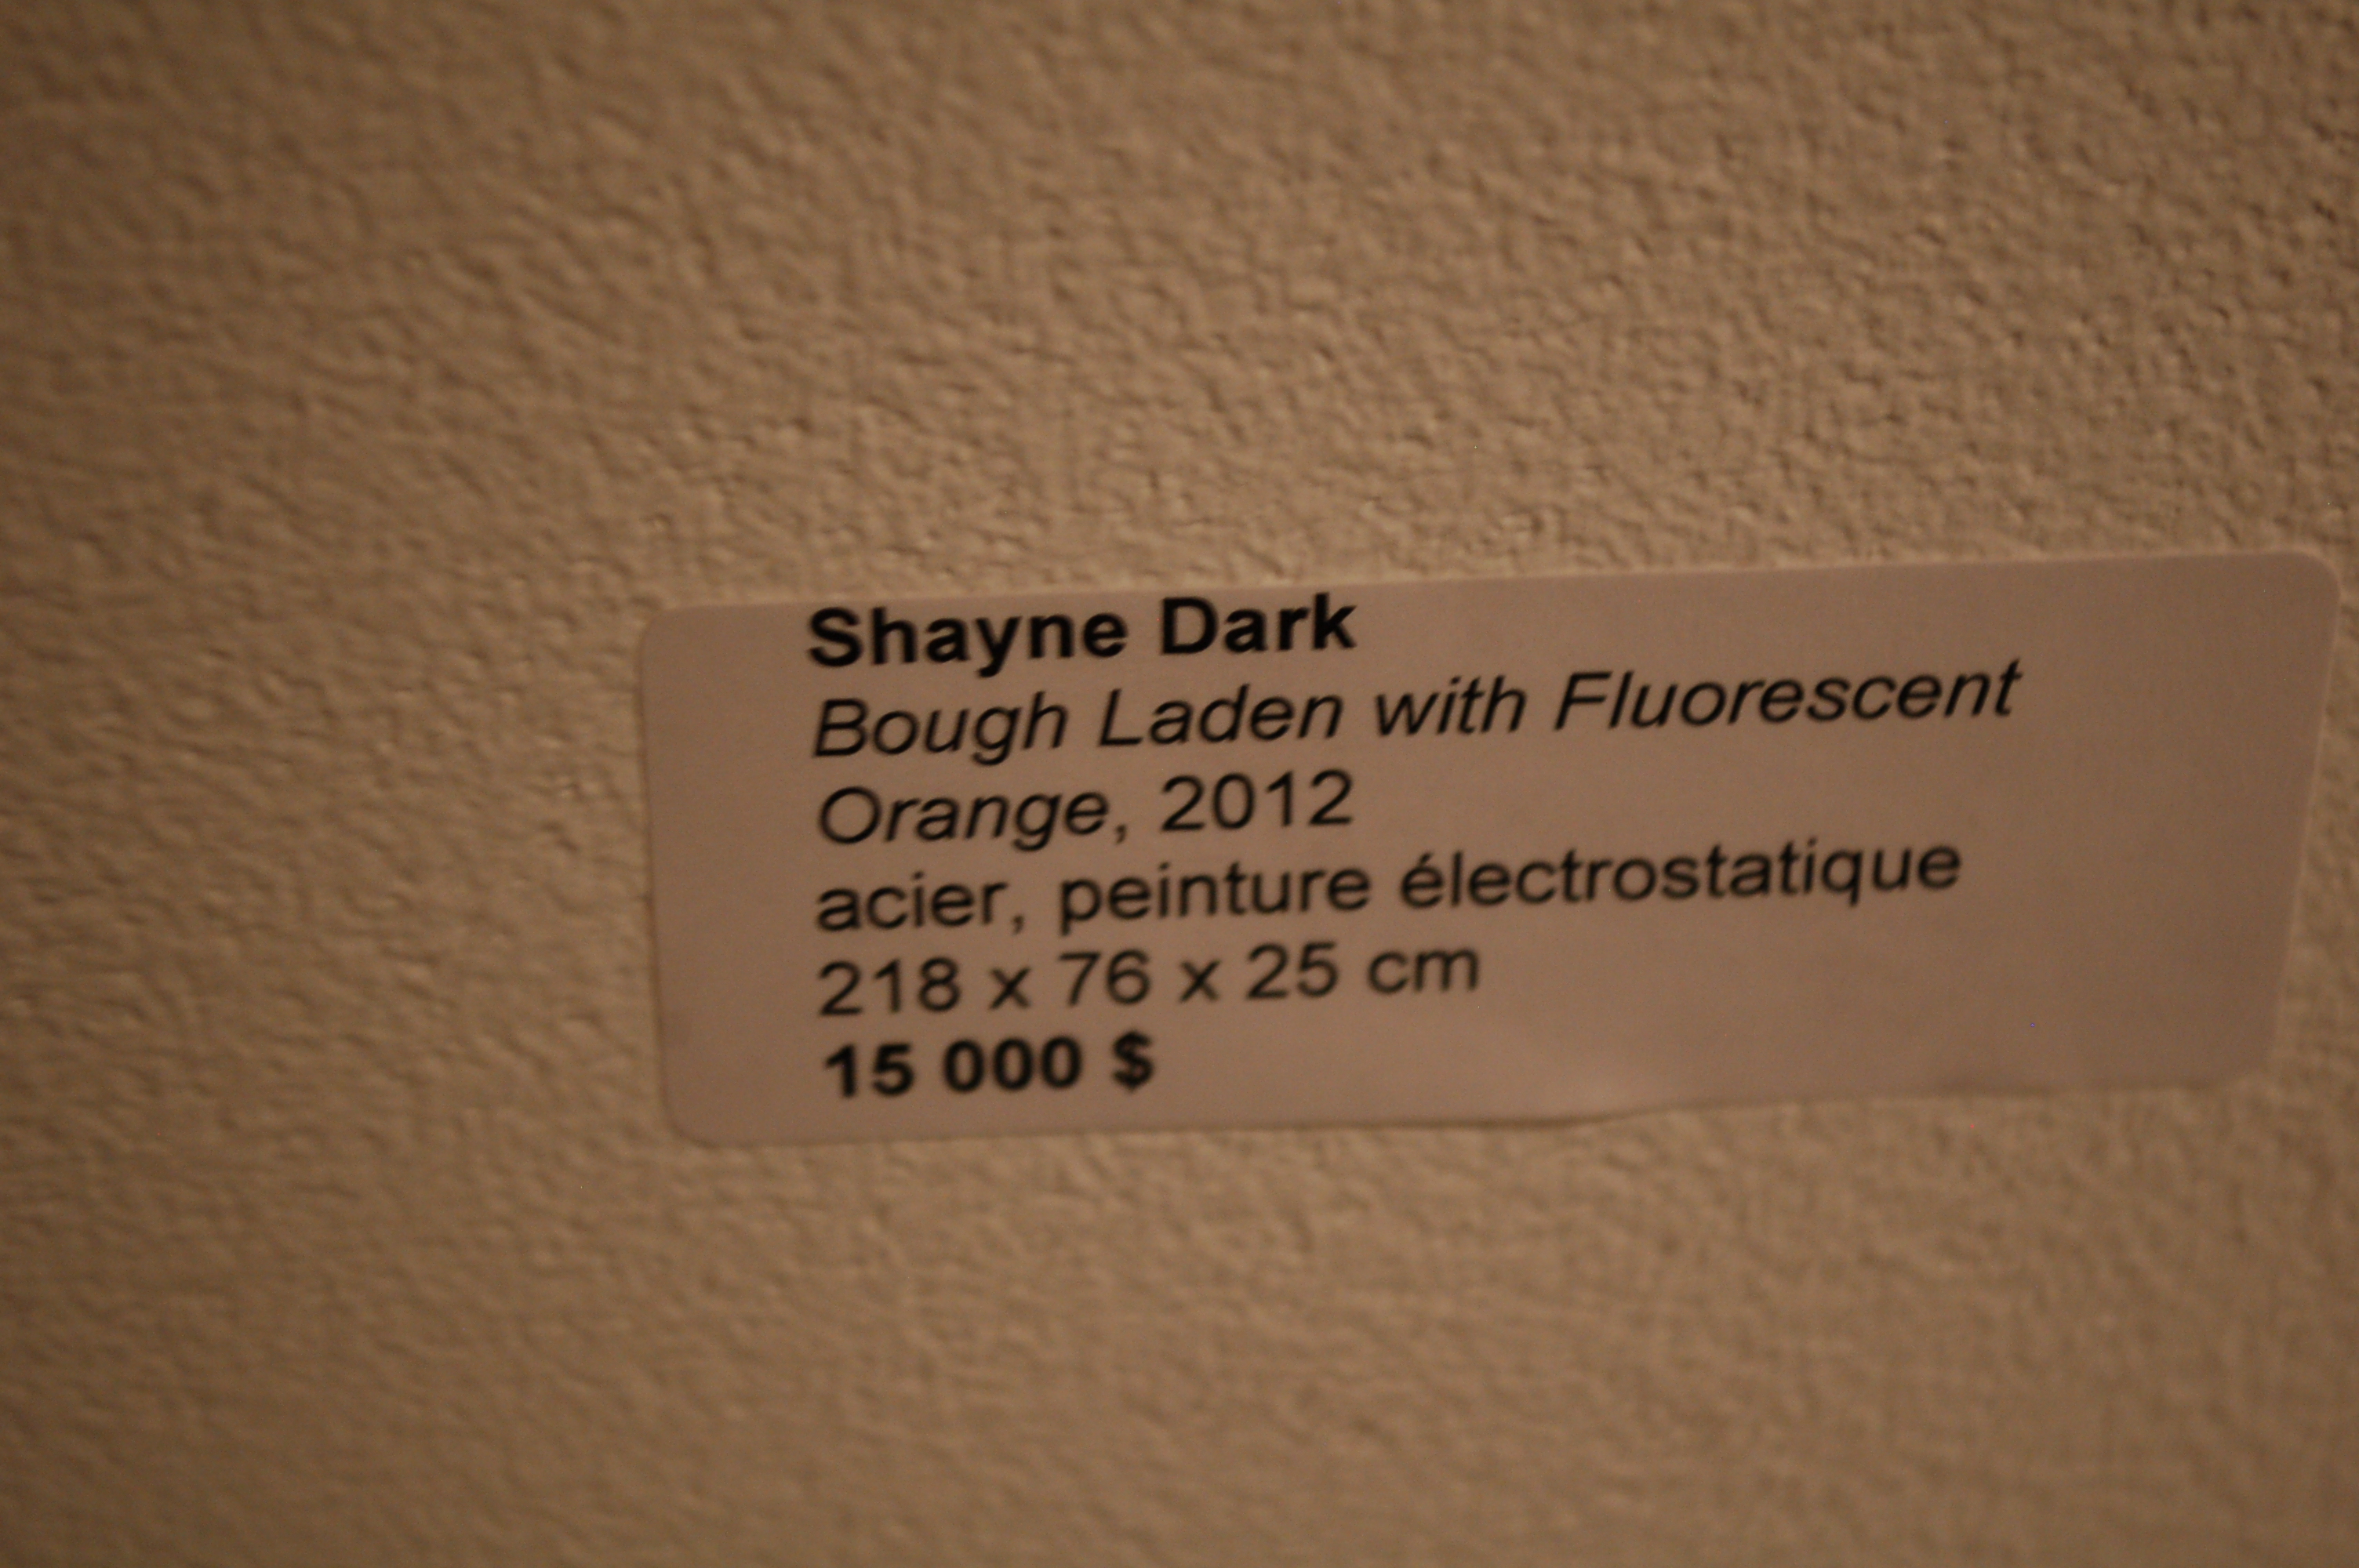 Shayne Dark
Bough Laden with Fluorescent
Orange, 2012
acier, peinture électrostatique
218 x 76 x 25 cm
15 000 $